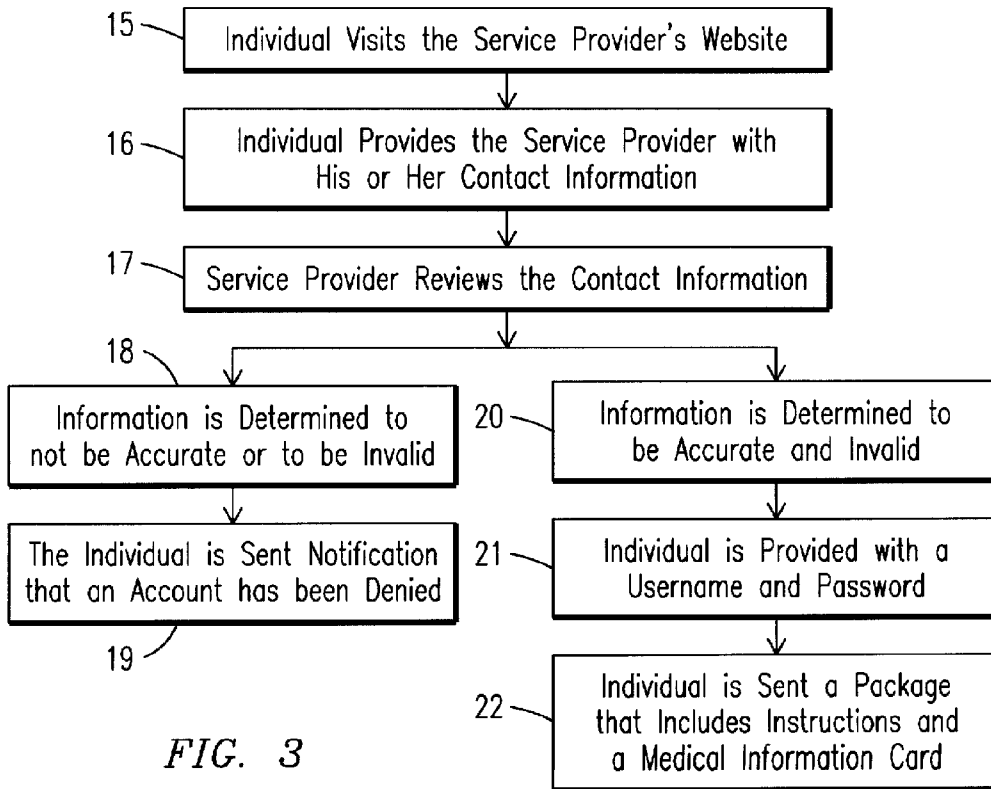 15
Individual Visits the Service Provider's Website
16
Individual Provides the Service Provider with
His or Her Contact Information
17
Service Provider Reviews the Contact Information
18
Information is Determined to
not be Accurate or to be Invalid
The Individual is Sent Notification
that an Account has been Denied
19
20
Information is Determined to
be Accurate and Invalid
21
Individual is Provided with a
Username and Password
22
Individual is Sent a Package
that Includes Instructions and
a Medical Information Card
FIG. 3